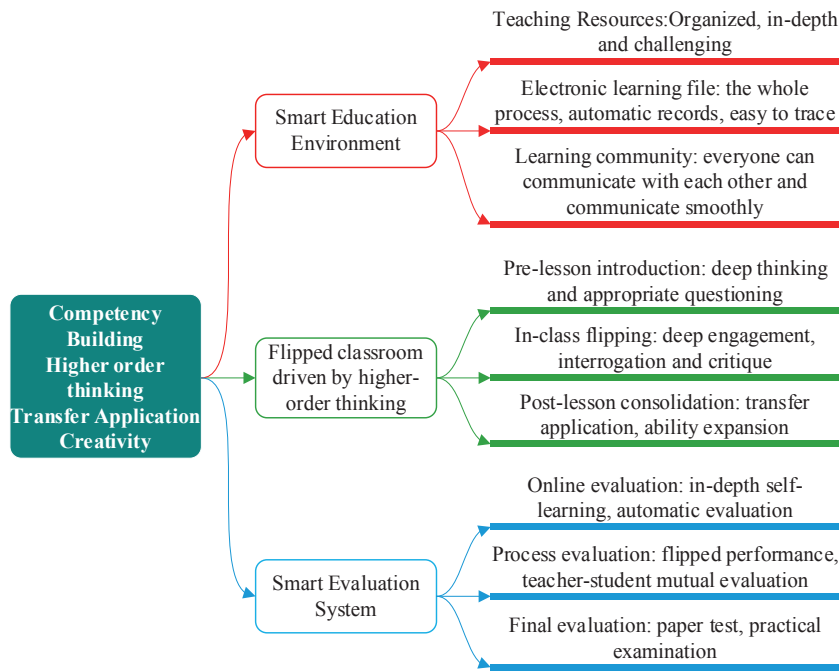 Competency
Building
Higher order
thinking
Transfer Application
Creativity
Smart Education
Environment
Teaching Resources:Organized, in-depth
and challenging
Electronic learning file: the whole
process, automatic records, easy to trace
Learning community: everyone can
communicate with each other and
communicate smoothly
Flipped classroom
driven by higher-
order thinking
Pre-lesson introduction: deep thinking
and appropriate questioning
In-class flipping: deep engagement,
interrogation and critique
Post-lesson consolidation: transfer
application, ability expansion
Smart Evaluation
System
Online evaluation: in-depth self-
learning, automatic evaluation
Process evaluation: flipped performance,
teacher-student mutual evaluation
Final evaluation: paper test, practical
examination